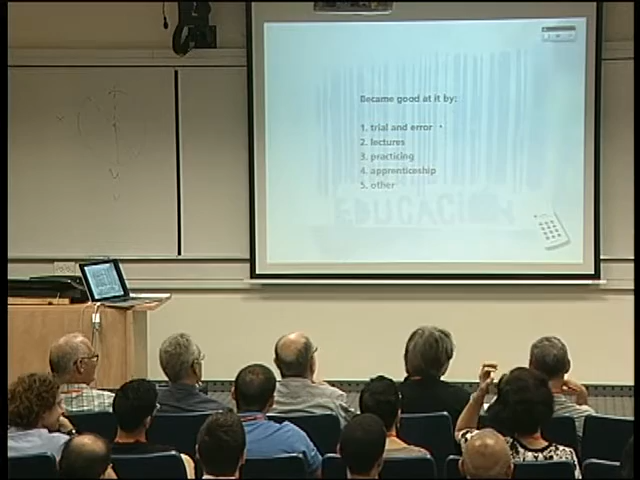 Became good at it by:
1. trial and error
2. lectures
3. practicing
4. apprenticeship
5. other
EDUCACIÓN